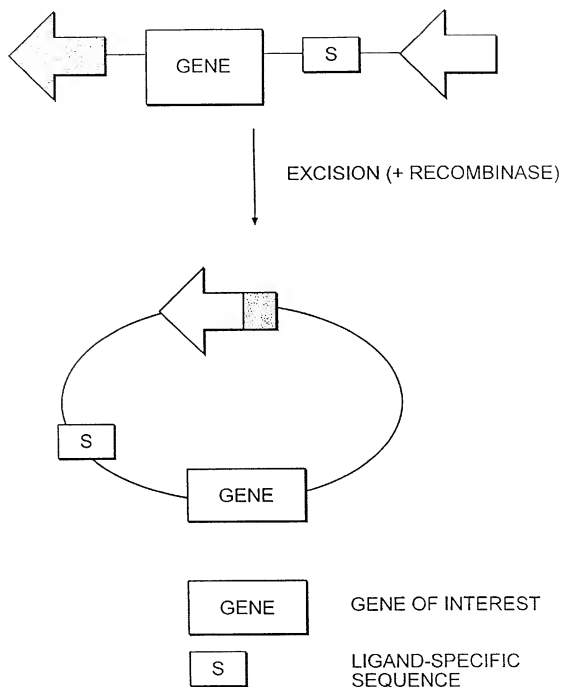 GENE
S
EXCISION (+ RECOMBINASE)
S
GENE
GENE
GENE OF INTEREST
S
LIGAND-SPECIFIC
SEQUENCE